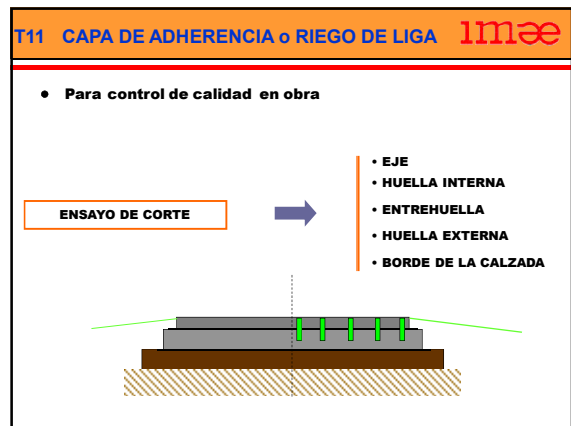 T11 CAPA DE ADHERENCIA o RIEGO DE LIGA
imae
● Para control de calidad en obra
ENSAYO DE CORTE
• EJE
• HUELLA INTERNA
• ENTREHUELLA
• HUELLA EXTERNA
• BORDE DE LA CALZADA